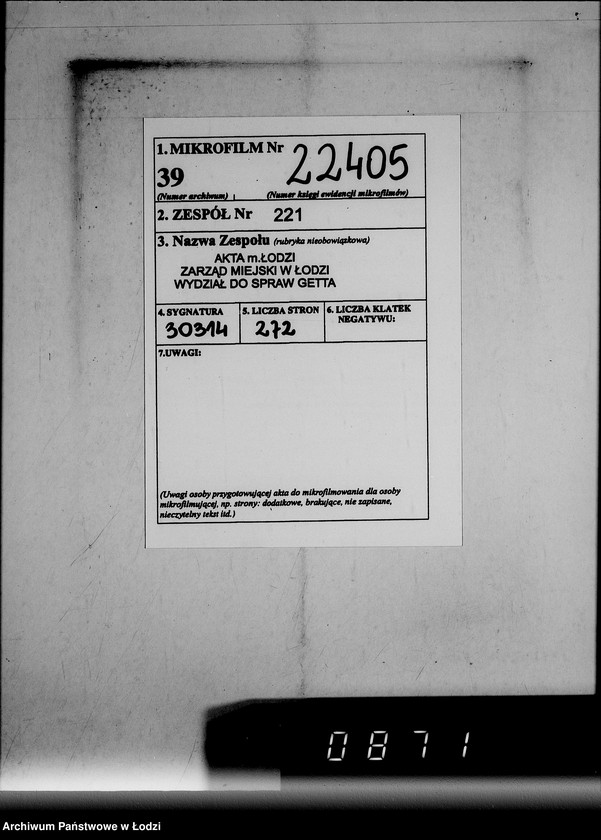 1. MIKROFILM Nr 22405
39
(Numer archiwum) (Numer księgi ewidencji mikrofilmów)
2. ZESPÓŁ Nr 221
3. Nazwa Zespołu (rubryka nieobowiązkowa)
AKTA m.ŁODZI
ZARZĄD MIEJSKI W ŁODZI
WYDZIAŁ DO SPRAW GETTA
4. SYGNATURA 5. LICZBA STRON 6. LICZBA KLATEK
NEGATYWU:
30314 272
7.UWAGI:
(Uwagi osoby przygotowującej akta do mikrofilmowania dla osoby
mikrofilmującej, np. strony: dodatkowe, brakujące, nie zapisane,
nieczytelny tekst itd.)
0871
Archiwum Państwowe w Łodzi